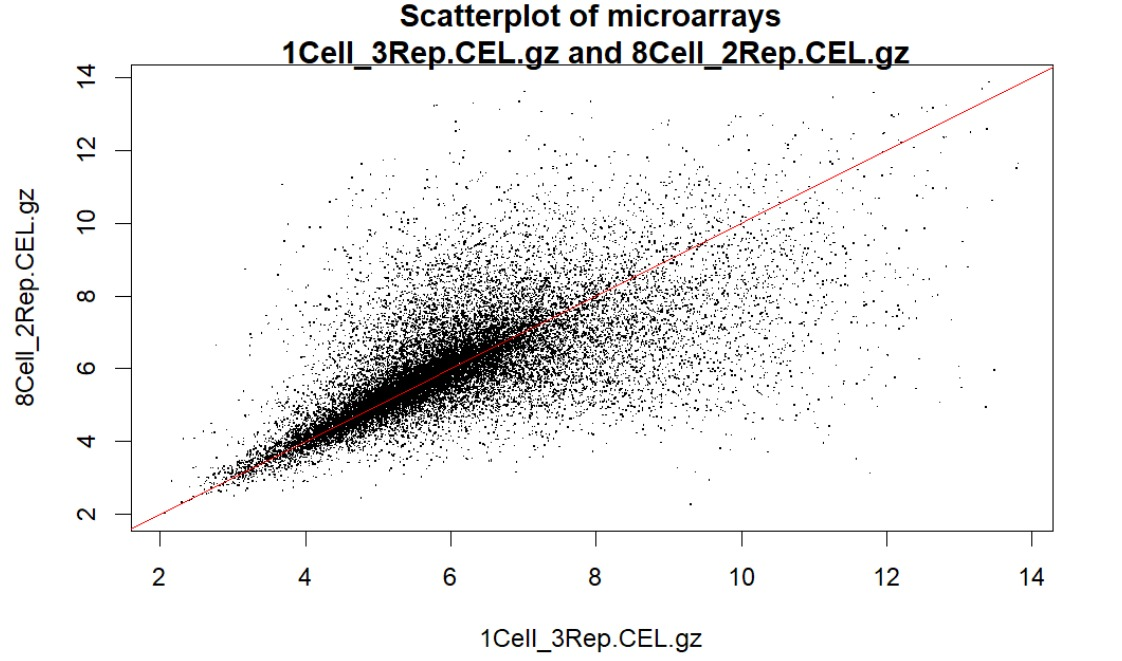 Scatterplot of microarrays
1Cell_3Rep.CEL.gz and 8Cell_2Rep.CEL.gz
14
12
10
8
6
4
2
8Cell_2Rep.CEL.gz
2 4 6 8 10 12 14
1Cell_3Rep.CEL.gz